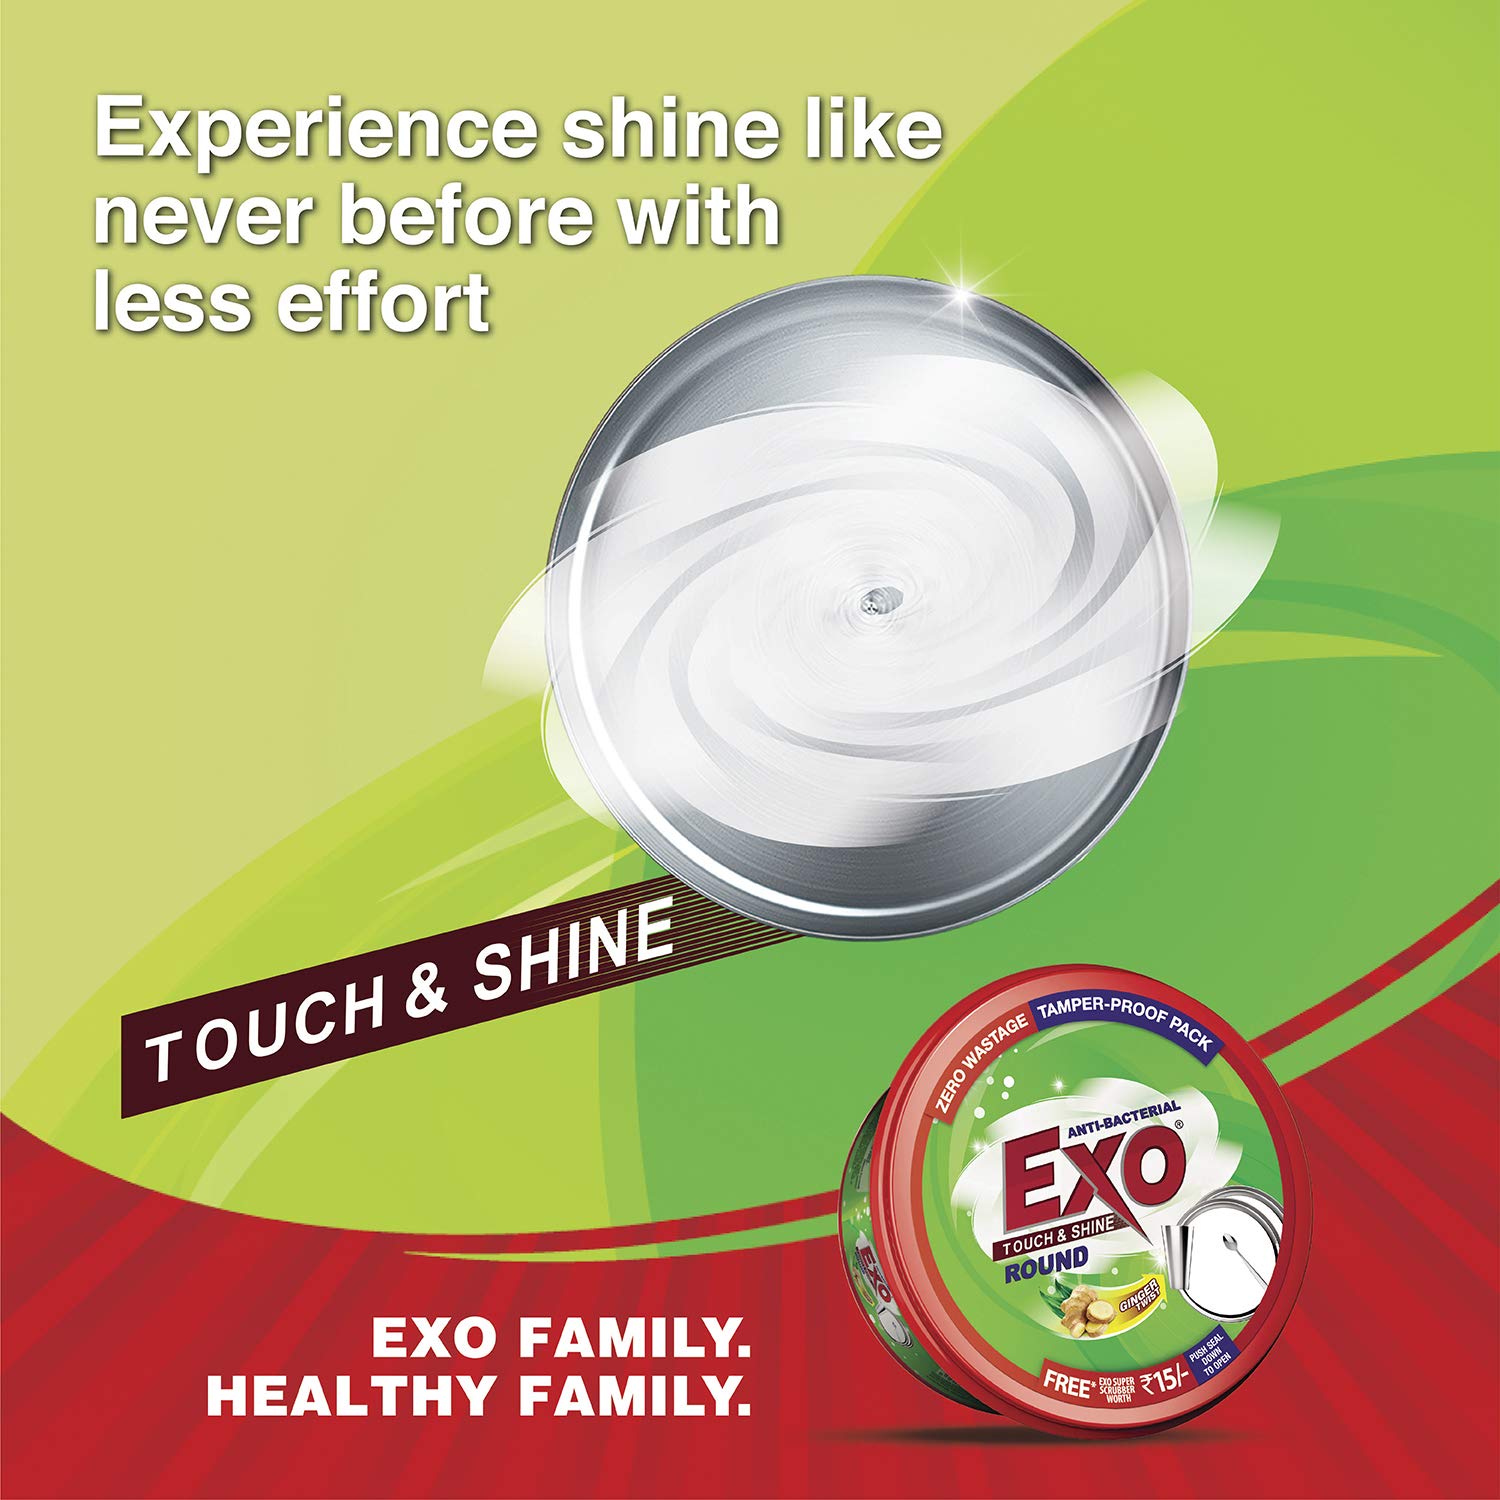 Experience shine like
never before with
less effort
TOUCH & SHINE
ZERO WASTAGE
TAMPER-PROOF PACK
ANTI-BACTERIAL
EXO®
TOUCH & SHINE
ROUND
GINGER
TWIST
EXO
FREE* EXO SUPER
SCRUBBER
WORTH ₹15/-
PUSH SEAL
DOWN
TO OPEN
EXO FAMILY.
HEALTHY FAMILY.